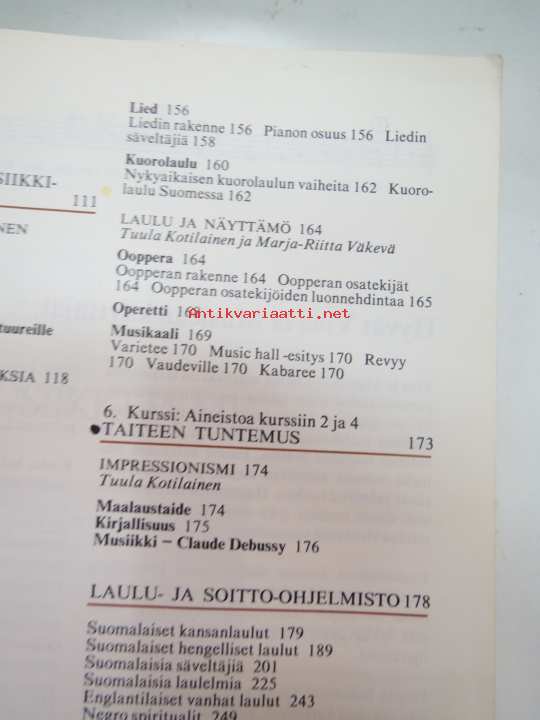 Lied 156
Liedin rakenne 156 Pianon osuus 156 Liedin
säveltäjiä 158
Kuorolaulu 160
Nykyaikaisen kuorolaulun vaiheita 162 Kuoro-
laulu Suomessa 162
SIIKKI-
111
NEN
LAULU JA NÄYTTÄMÖ 164
Tuula Kotilainen ja Marja-Riitta Väkevä
Ooppera 164
Oopperan rakenne 164 Oopperan osatekijät
164 Oopperan osatekijöiden luonnehdintaa 165
Operetti
Antikvariaatti.net
tuureille
Musikaali 169
Varietee 170 Music hall -esitys 170 Revyy
170 Vaudeville 170 Kabaree 170
KSIA 118
6. Kurssi: Aineistoa kurssiin 2 ja 4
TAITEEN TUNTEMUS 173
IMPRESSIONISMI 174
Tuula Kotilainen
Maalaustaide 174
Kirjallisuus 175
Musiikki – Claude Debussy 176
LAULU- JA SOITTO-OHJELMISTO 178
Suomalaiset kansanlaulut 179
Suomalaiset hengelliset laulut 189
Suomalaisia säveltäjiä 201
Suomalaisia laulelmia 225
Englantilaiset vanhat laulut 243
Negro spiritualit 249